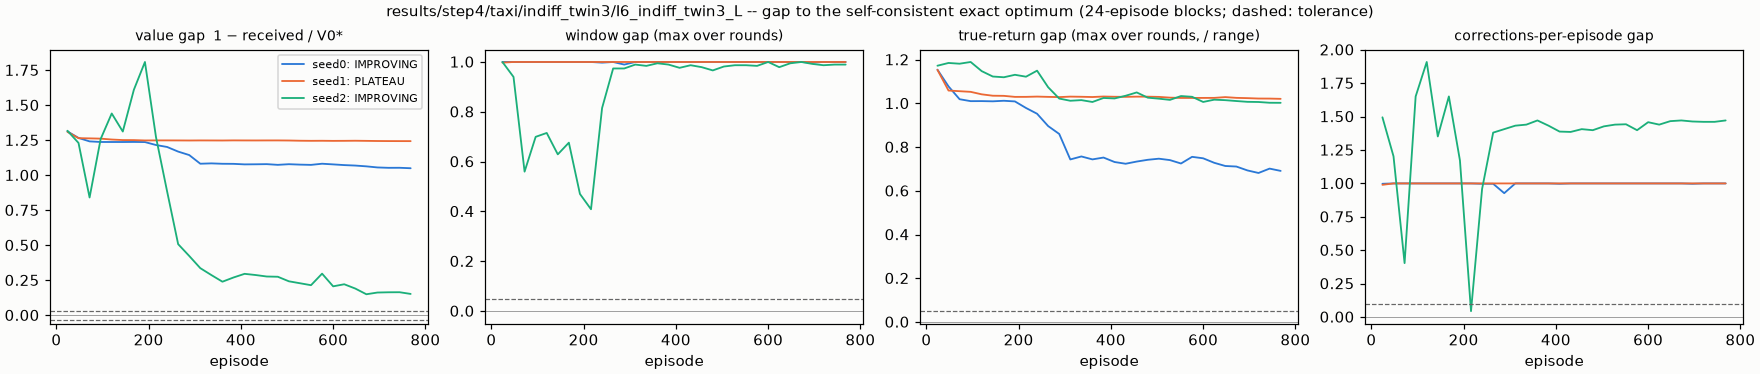 results/step4/taxi/indiff_twin3/I6_indiff_twin3_L -- gap to the self-consistent exact optimum (24-episode blocks; dashed: tolerance)
value gap 1 − received / V0*
1.75
1.50
1.25
1.00
0.75
0.50
0.25
0.00
seed0: IMPROVING
seed1: PLATEAU
seed2: IMPROVING
0 200 400 600 800
episode
window gap (max over rounds)
1.0
0.8
0.6
0.4
0.2
0.0
0 200 400 600 800
episode
true-return gap (max over rounds, / range)
1.2
1.0
0.8
0.6
0.4
0.2
0.0
0 200 400 600 800
episode
corrections-per-episode gap
2.00
1.75
1.50
1.25
1.00
0.75
0.50
0.25
0.00
0 200 400 600 800
episode